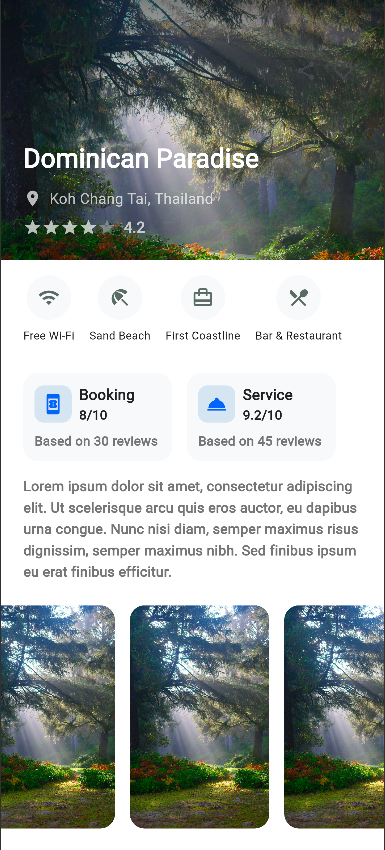 Dominican Paradise
Koh Chang Tai, Thailand
4.2
Free Wi-Fi Sand Beach First Coastline Bar & Restaurant
Booking
8/10
Based on 30 reviews
Service
9.2/10
Based on 45 reviews
Lorem ipsum dolor sit amet, consectetur adipiscing
elit. Ut scelerisque arcu quis eros auctor, eu dapibus
urna congue. Nunc nisi diam, semper maximus risus
dignissim, semper maximus nibh. Sed finibus ipsum
eu erat finibus efficitur.